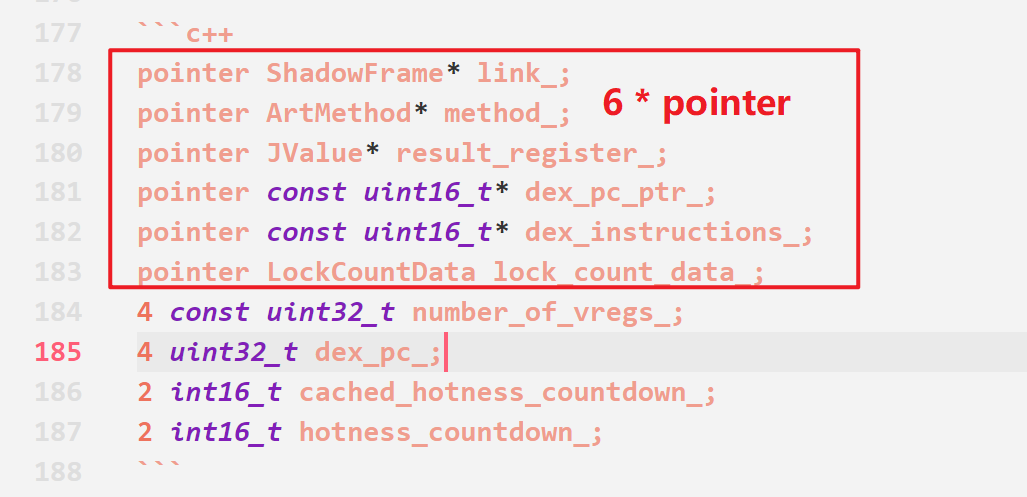 177 ```c++
178 pointer ShadowFrame* link_;
179 pointer ArtMethod* method_;
6 * pointer
180 pointer JValue* result_register_;
181 pointer const uint16_t* dex_pc_ptr_;
182 pointer const uint16_t* dex_instructions_;
183 pointer LockCountData lock_count_data_;
184 4 const uint32_t number_of_vregs_;
185 4 uint32_t dex_pc_;
186 2 int16_t cached_hotness_countdown_;
187 2 int16_t hotness_countdown_;
188 ```